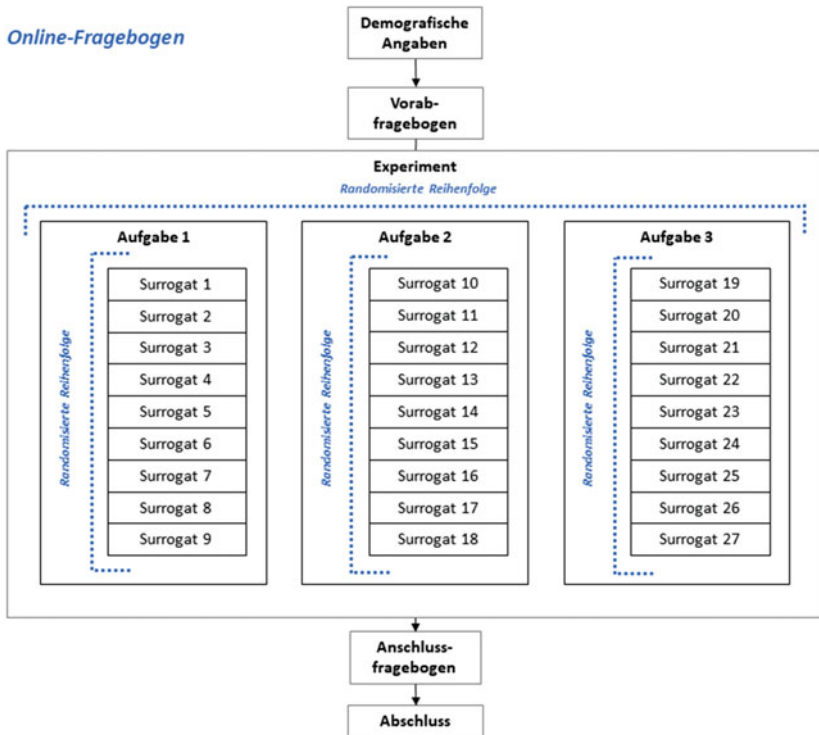 Online-Fragebogen
Demografische
Angaben
Vorab-
fragebogen
Experiment
Randomisierte Reihenfolge
Aufgabe 1
Randomisierte Reihenfolge
Surrogat 1
Surrogat 2
Surrogat 3
Surrogat 4
Surrogat 5
Surrogat 6
Surrogat 7
Surrogat 8
Surrogat 9
Aufgabe 2
Randomisierte Reihenfolge
Surrogat 10
Surrogat 11
Surrogat 12
Surrogat 13
Surrogat 14
Surrogat 15
Surrogat 16
Surrogat 17
Surrogat 18
Aufgabe 3
Randomisierte Reihenfolge
Surrogat 19
Surrogat 20
Surrogat 21
Surrogat 22
Surrogat 23
Surrogat 24
Surrogat 25
Surrogat 26
Surrogat 27
Anschluss-
fragebogen
Abschluss